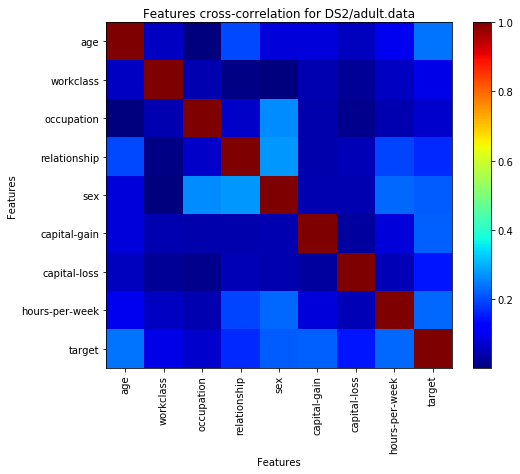 Features cross-correlation for DS2/adult.data
Features
age
workclass
occupation
relationship
sex
capital-gain
capital-loss
hours-per-week
target
age
workclass
occupation
relationship
sex
capital-gain
capital-loss
hours-per-week
target
Features
1.0
0.8
0.6
0.4
0.2